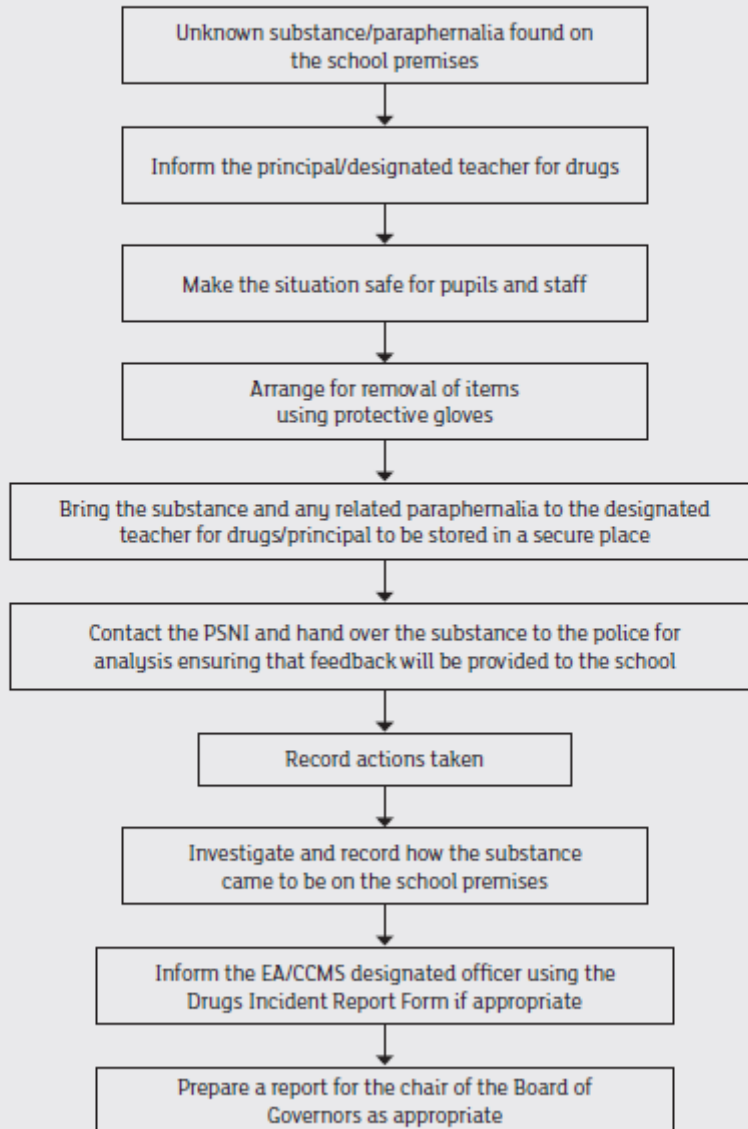 Unknown substance/paraphernalia found on
the school premises
Inform the principal/designated teacher for drugs
Make the situation safe for pupils and staff
Arrange for removal of items
using protective gloves
Bring the substance and any related paraphernalia to the designated
teacher for drugs/principal to be stored in a secure place
Contact the PSNI and hand over the substance to the police for
analysis ensuring that feedback will be provided to the school
Record actions taken
Investigate and record how the substance
came to be on the school premises
Inform the EA/CCMS designated officer using the
Drugs Incident Report Form if appropriate
Prepare a report for the chair of the Board of
Governors as appropriate